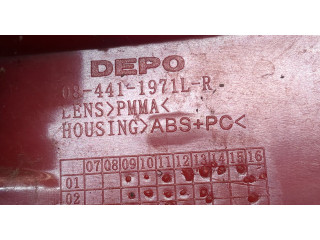 DEPO
08-441-1971L-R
LENS>PMMA<
HOUSING>ABS+PC<
07 08 09 10 11 12 13 14 15 16
01
02